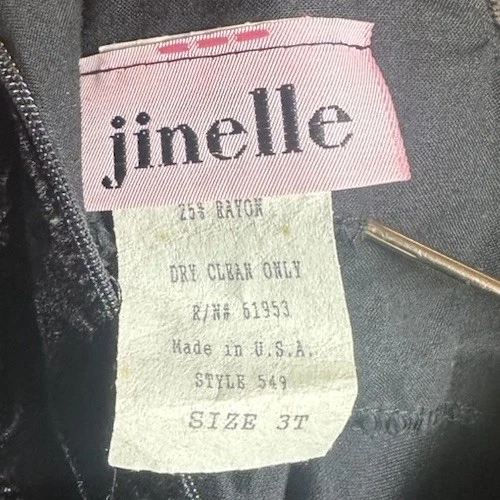 jinelle
25% RAYON
DRY CLEAN ONLY
R/N# 61953
Made in U.S.A.
STYLE 549
SIZE 3T